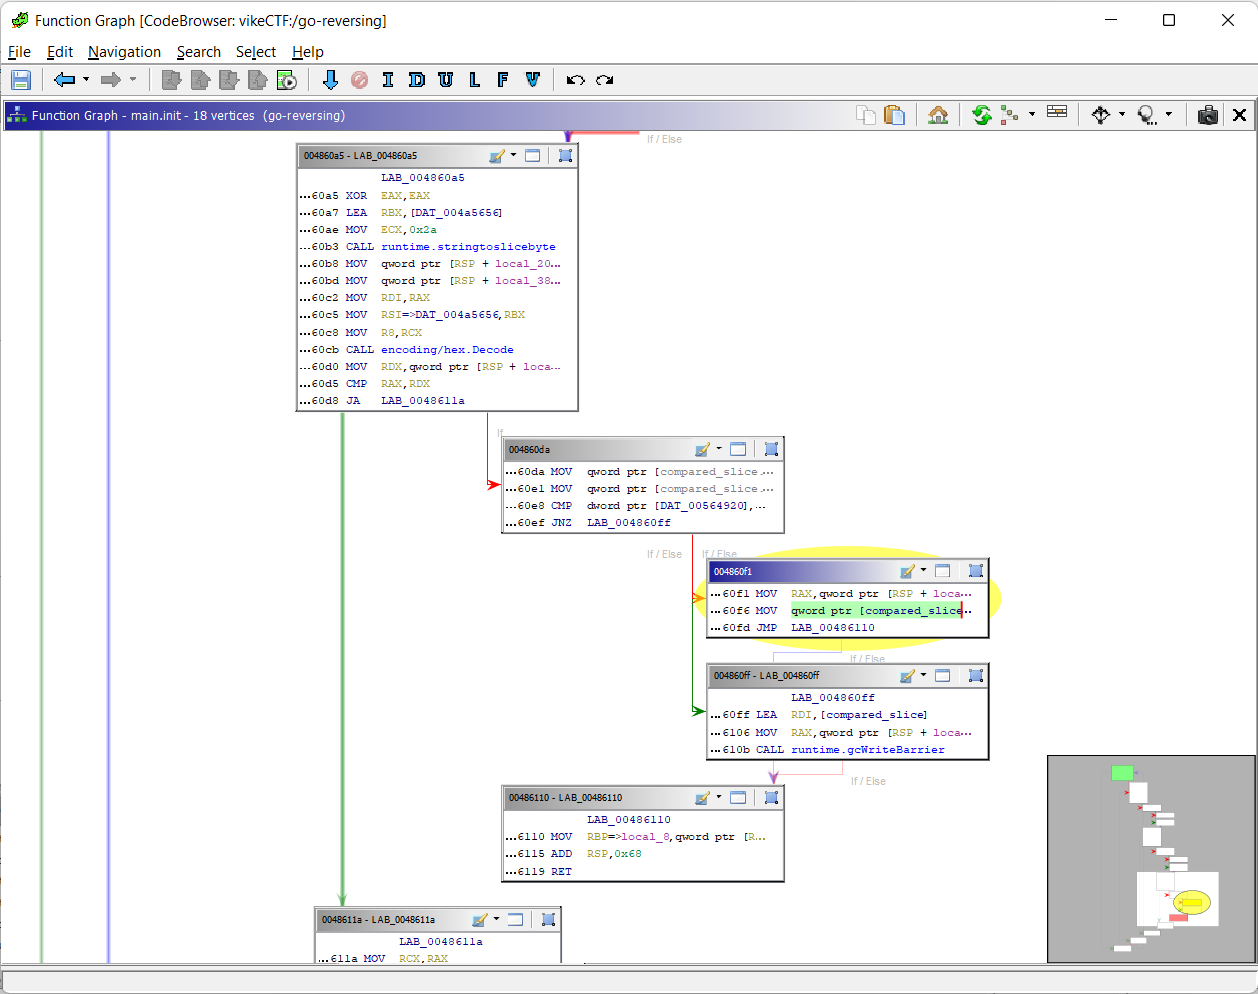 Function Graph [CodeBrowser: vikeCTF:/go-reversing]
File Edit Navigation Search Select Help
I D U L F V
Function Graph - main.init - 18 vertices (go-reversing)
If / Else
004860a5 - LAB_004860a5
LAB_004860a5
...60a5 XOR EAX,EAX
...60a7 LEA RBX,[DAT_004a5656]
...60ae MOV ECX,0x2a
...60b3 CALL runtime.stringtoslicebyte
...60b8 MOV qword ptr [RSP + local_20...
...60bd MOV qword ptr [RSP + local_38...
...60c2 MOV RDI,RAX
...60c5 MOV RSI=>DAT_004a5656,RBX
...60c8 MOV R8,RCX
...60cb CALL encoding/hex.Decode
...60d0 MOV RDX,qword ptr [RSP + loca...
...60d5 CMP RAX,RDX
...60d8 JA LAB_0048611a
If
004860da
...60da MOV qword ptr [compared_slice...
...60e1 MOV qword ptr [compared_slice...
...60e8 CMP dword ptr [DAT_00564920],...
...60ef JNZ LAB_004860ff
If / Else If / Else
004860f1
...60f1 MOV RAX,qword ptr [RSP + loca...
...60f6 MOV qword ptr [compared_slice...
...60fd JMP LAB_00486110
If / Else
004860ff - LAB_004860ff
LAB_004860ff
...60ff LEA RDI,[compared_slice]
...6106 MOV RAX,qword ptr [RSP + loca...
...610b CALL runtime.gcWriteBarrier
If / Else
00486110 - LAB_00486110
LAB_00486110
...6110 MOV RBP=>local_8,qword ptr [R...
...6115 ADD RSP,0x68
...6119 RET
0048611a - LAB_0048611a
LAB_0048611a
...611a MOV RCX,RAX